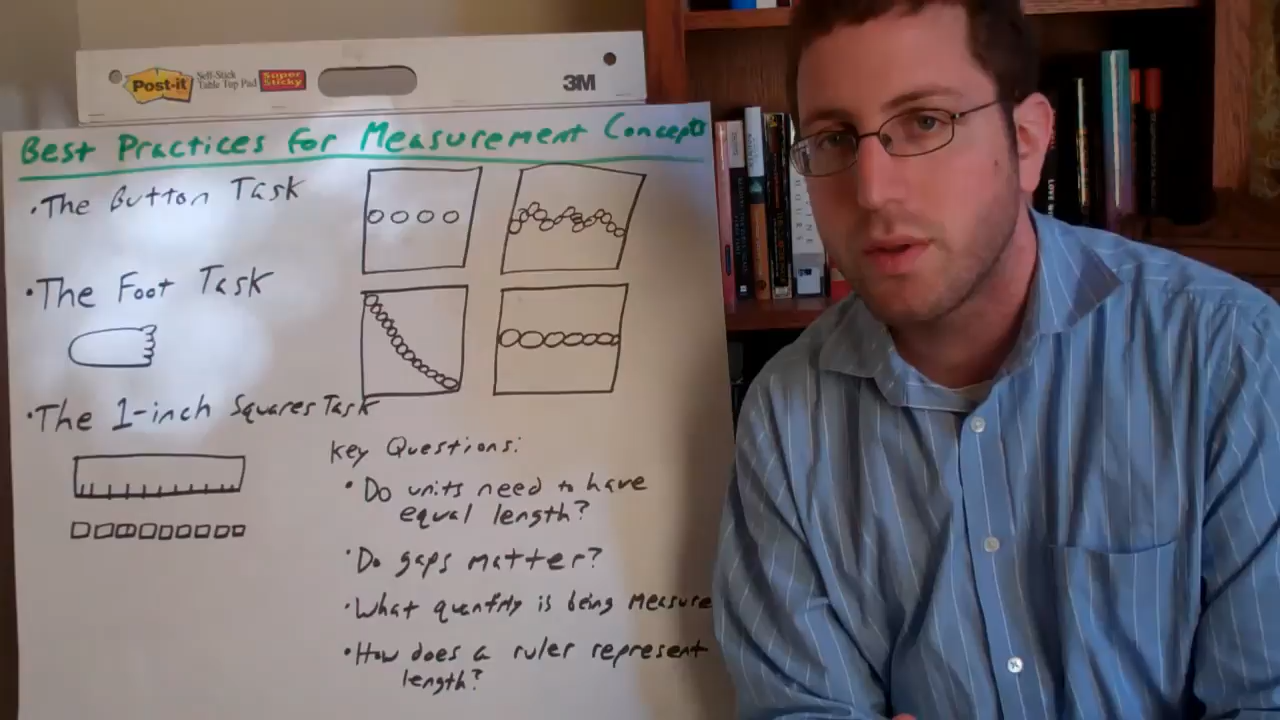 Post-it
Self-Stick
Table Top Pad
Super
Sticky
3M
Best Practices for Measurement Concepts
•The Button Task
•The Foot Task
•The 1-inch Squares Task
Key Questions:
•Do units need to have
equal length?
•Do gaps matter?
•What quantity is being measure
•How does a ruler represent
length?